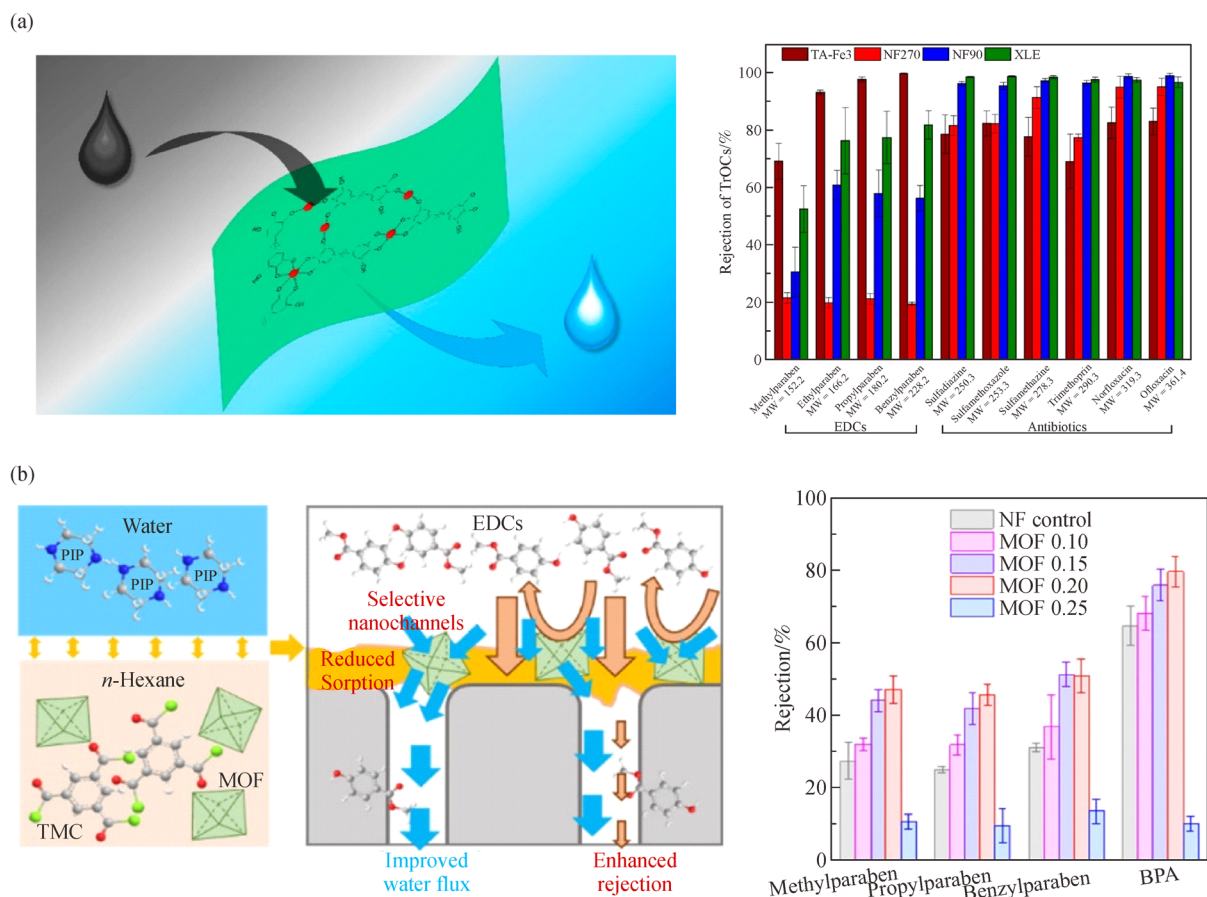 (a)
TA-Fe3 NF270 NF90 XLE
Rejection of TrOCs/%
100
80
60
40
20
0
Methylparaben
MW = 152.2
Ethylparaben
MW = 166.2
Propylparaben
MW = 180.2
Benzylparaben
MW = 228.2
Sulfadiazine
MW = 250.3
Sulfamethoxazole
MW = 253.3
Sulfamethazine
MW = 278.3
Trimethoprin
MW = 290.3
Norfloxacin
MW = 319.3
Ofloxacin
MW = 361.4
EDCs
Antibiotics
(b)
Water
PIP
PIP
PIP
n-Hexane
MOF
TMC
EDCs
Selective
nanochannels
Reduced
Sorption
Improved
water flux
Enhanced
rejection
Rejection/%
100
80
60
40
20
0
NF control
MOF 0.10
MOF 0.15
MOF 0.20
MOF 0.25
Methylparaben
Propylparaben
Benzylparaben
BPA